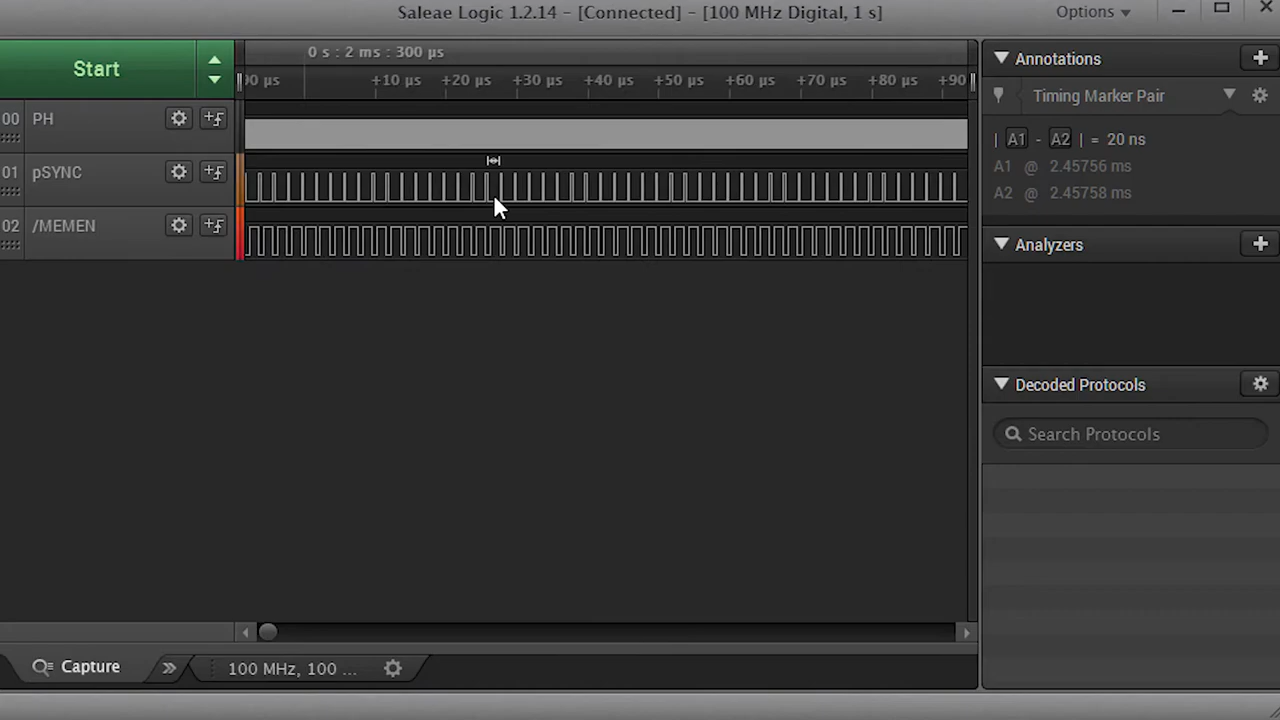 Saleae Logic 1.2.14 - [Connected] - [100 MHz Digital, 1 s]
Options
Start
0 s : 2 ms : 300 µs
90 µs +10 µs +20 µs +30 µs +40 µs +50 µs +60 µs +70 µs +80 µs +90
00 PH
01 pSYNC
02 /MEMEN
Annotations
Timing Marker Pair
| A1 - A2 | = 20 ns
A1 @ 2.45756 ms
A2 @ 2.45758 ms
Analyzers
Decoded Protocols
Search Protocols
Capture
100 MHz, 100 ...